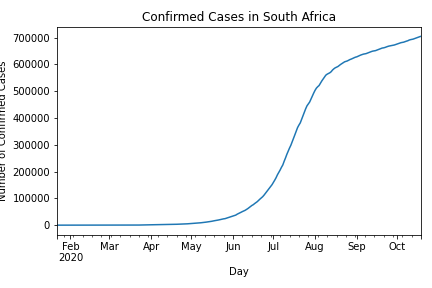 Confirmed Cases in South Africa
Number of Confirmed Cases
700000
600000
500000
400000
300000
200000
100000
0
Feb Mar Apr May Jun Jul Aug Sep Oct
2020
Day